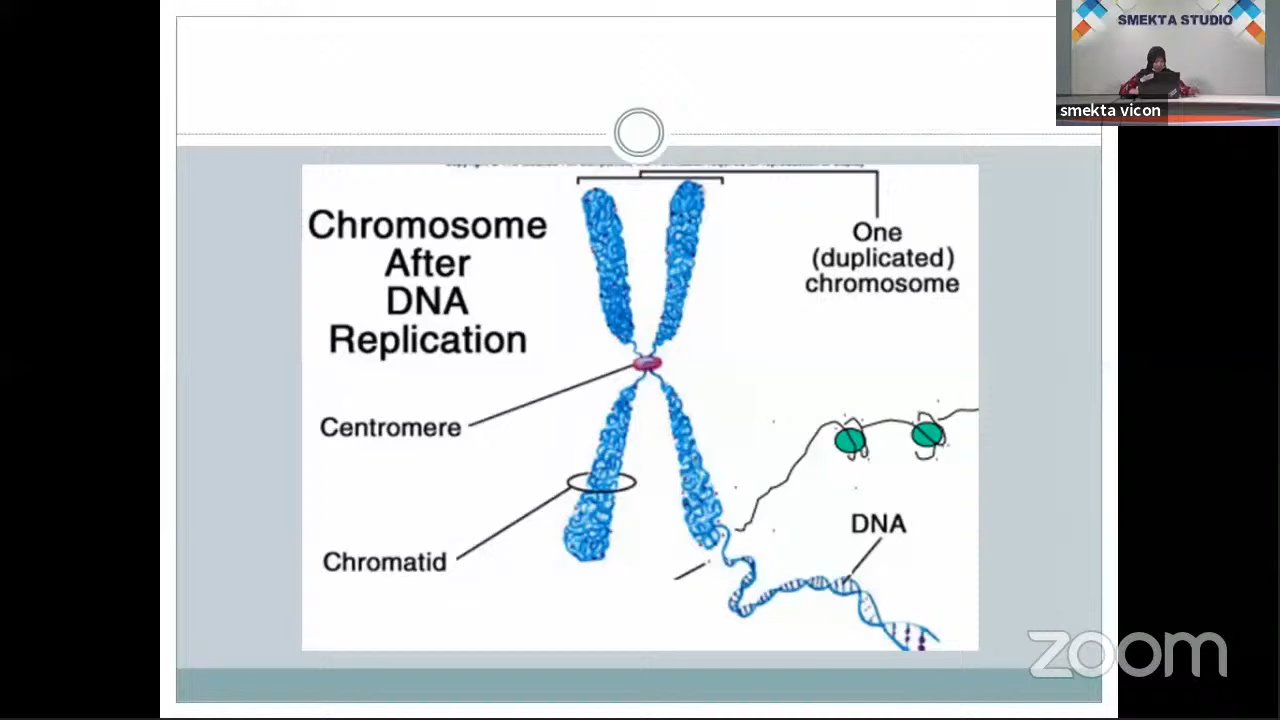 SMEKTA STUDIO
smekta vicon
Chromosome
After
DNA
Replication
One
(duplicated)
chromosome
Centromere
DNA
Chromatid
zoom